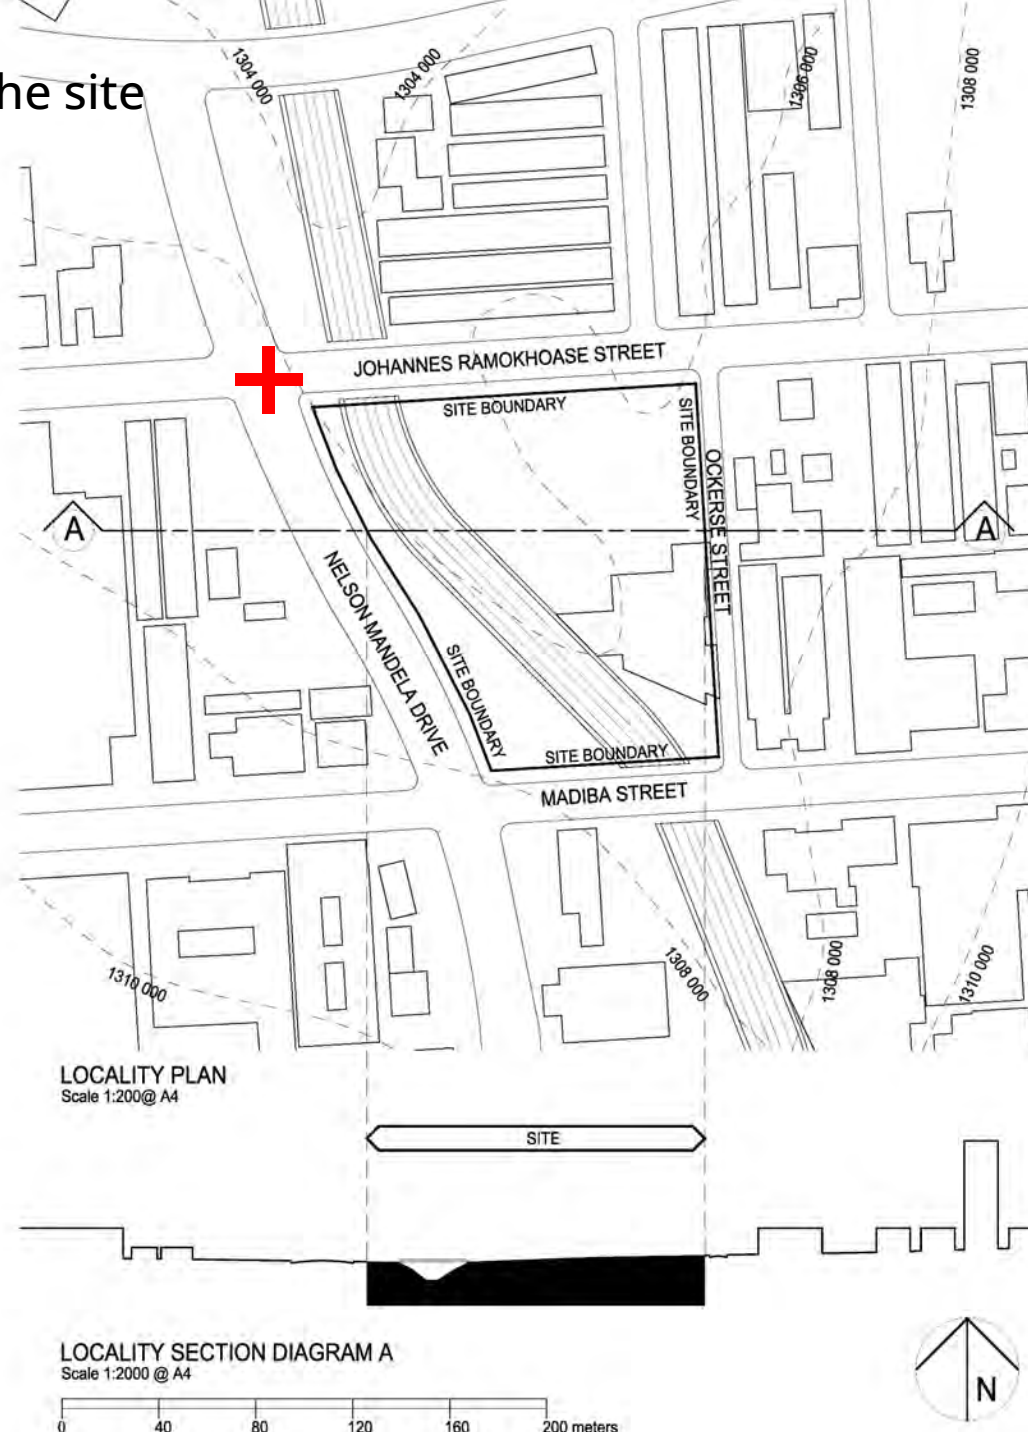 he site
1304 000
1304 000
1306 000
1308 000
JOHANNES RAMOKHOASE STREET
SITE BOUNDARY
SITE BOUNDARY
OCKERSE STREET
A
A
NELSON MANDELA DRIVE
SITE BOUNDARY
SITE BOUNDARY
MADIBA STREET
1310 000
1308 000
1308 000
1310 000
LOCALITY PLAN
Scale 1:200@ A4
SITE
LOCALITY SECTION DIAGRAM A
Scale 1:2000 @ A4
N
0 40 80 120 160 200 meters